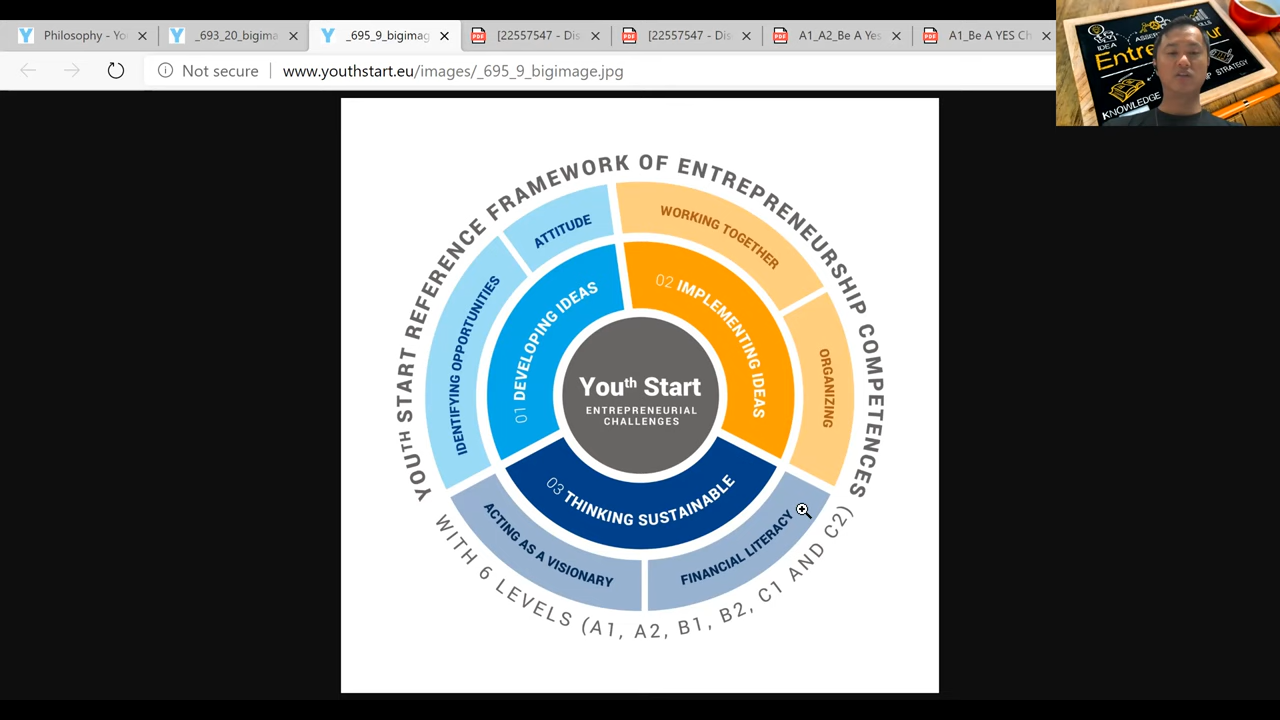 Philosophy - Yo
_693_20_bigima
_695_9_bigimag
[22557547 - Dis
[22557547 - Dis
A1_A2_Be A Yes
A1_Be A YES Ch
Not secure
www.youthstart.eu/images/_695_9_bigimage.jpg
IDEA
KNOWLEDGE
STRATEGY
YOUTH START REFERENCE FRAMEWORK OF ENTREPRENEURSHIP COMPETENCES
WITH 6 LEVELS (A1, A2, B1, B2, C1 AND C2)
ATTITUDE
WORKING TOGETHER
IDENTIFYING OPPORTUNITIES
ORGANIZING
01 DEVELOPING IDEAS
02 IMPLEMENTING IDEAS
Youth Start
ENTREPRENEURIAL
CHALLENGES
03 THINKING SUSTAINABLE
ACTING AS A VISIONARY
FINANCIAL LITERACY